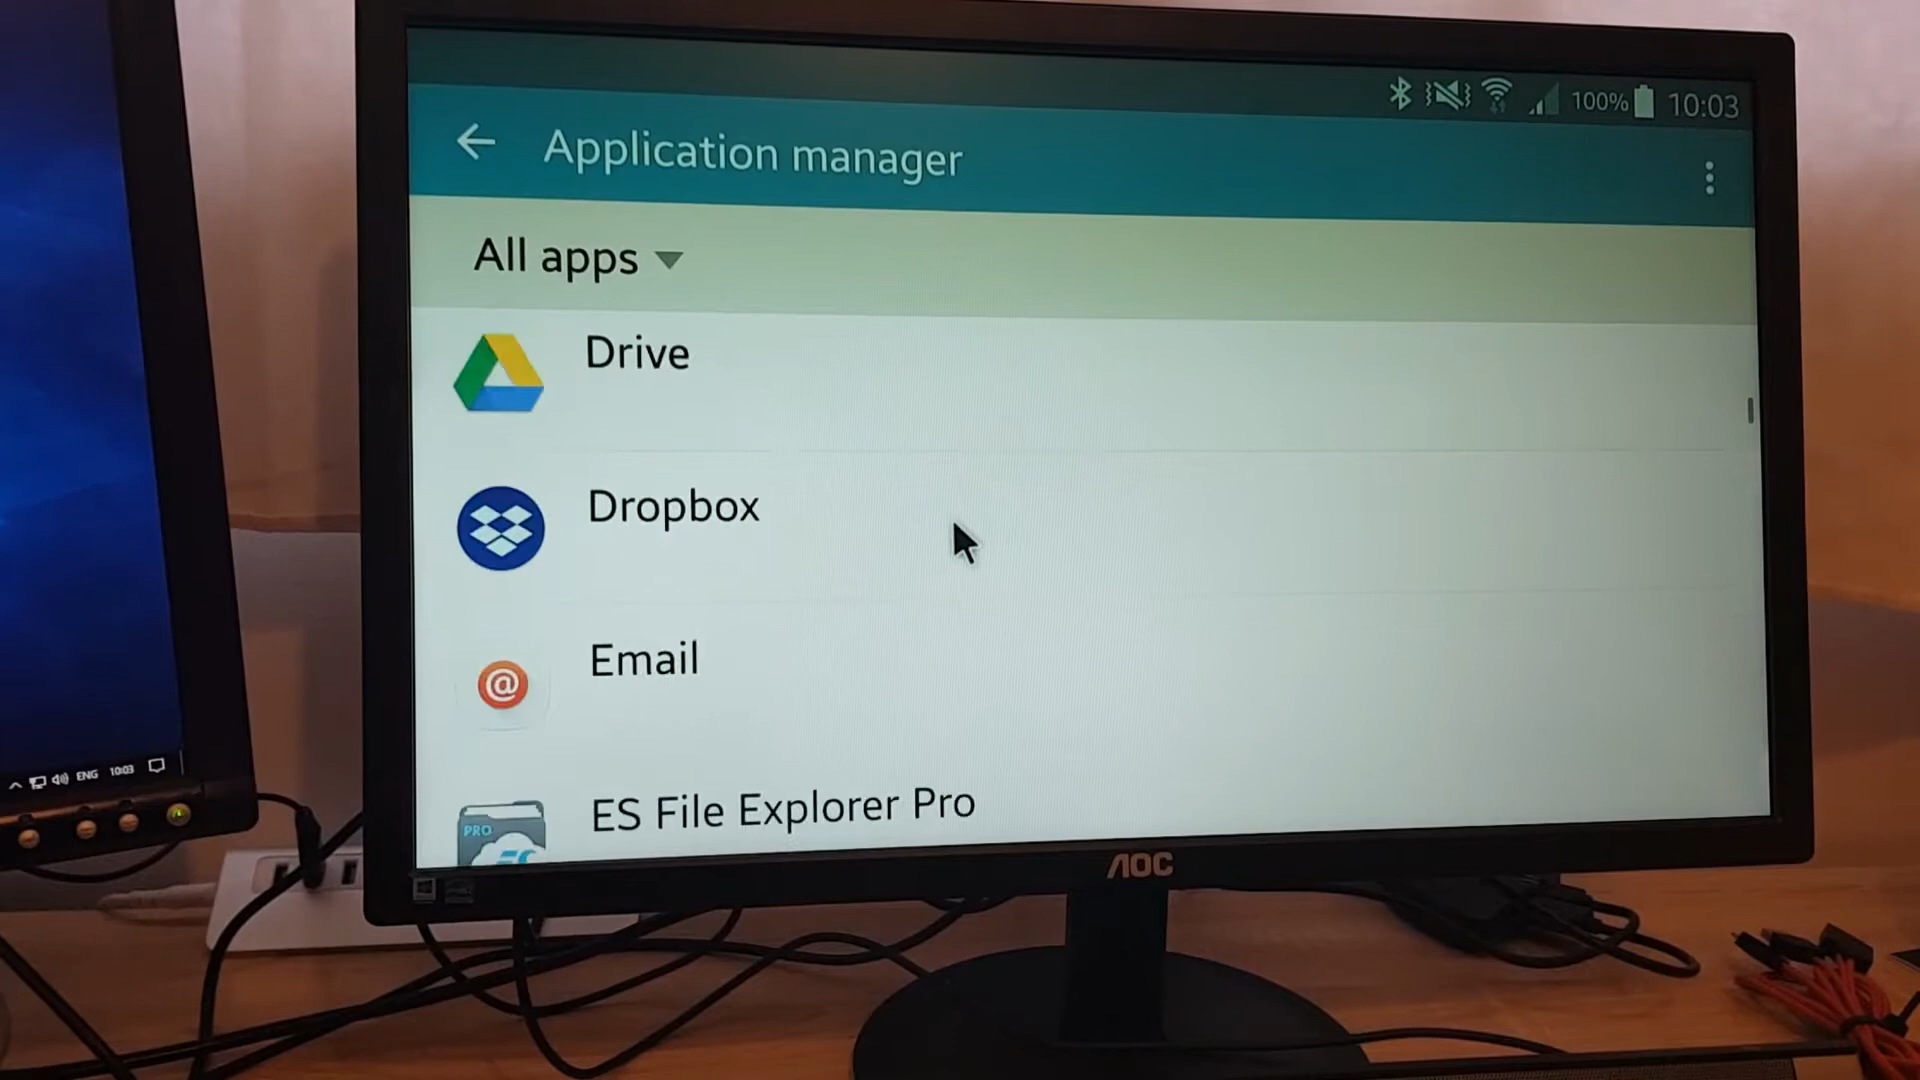 100% 10:03
Application manager
All apps
Drive
Dropbox
@
Email
PRO
ES File Explorer Pro
ES
AOC
ENG 10:03